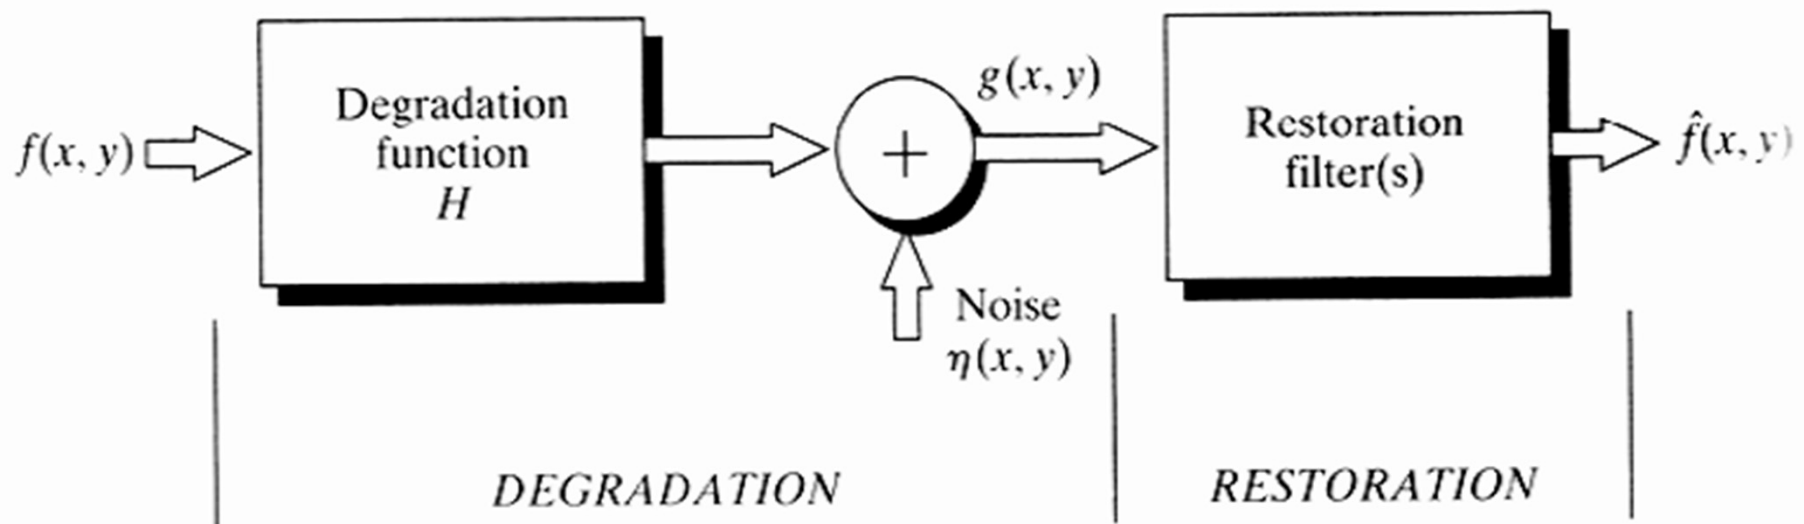 f(x, y)
Degradation
function
H
+
g(x, y)
Noise
η(x, y)
Restoration
filter(s)
f̂(x, y)
DEGRADATION
RESTORATION